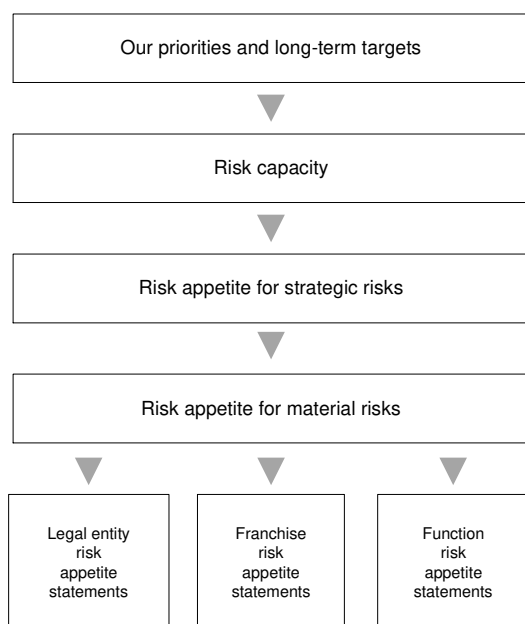 Our priorities and long-term targets
Risk capacity
Risk appetite for strategic risks
Risk appetite for material risks
Legal entity
risk
appetite
statements
Franchise
risk
appetite
statements
Function
risk
appetite
statements